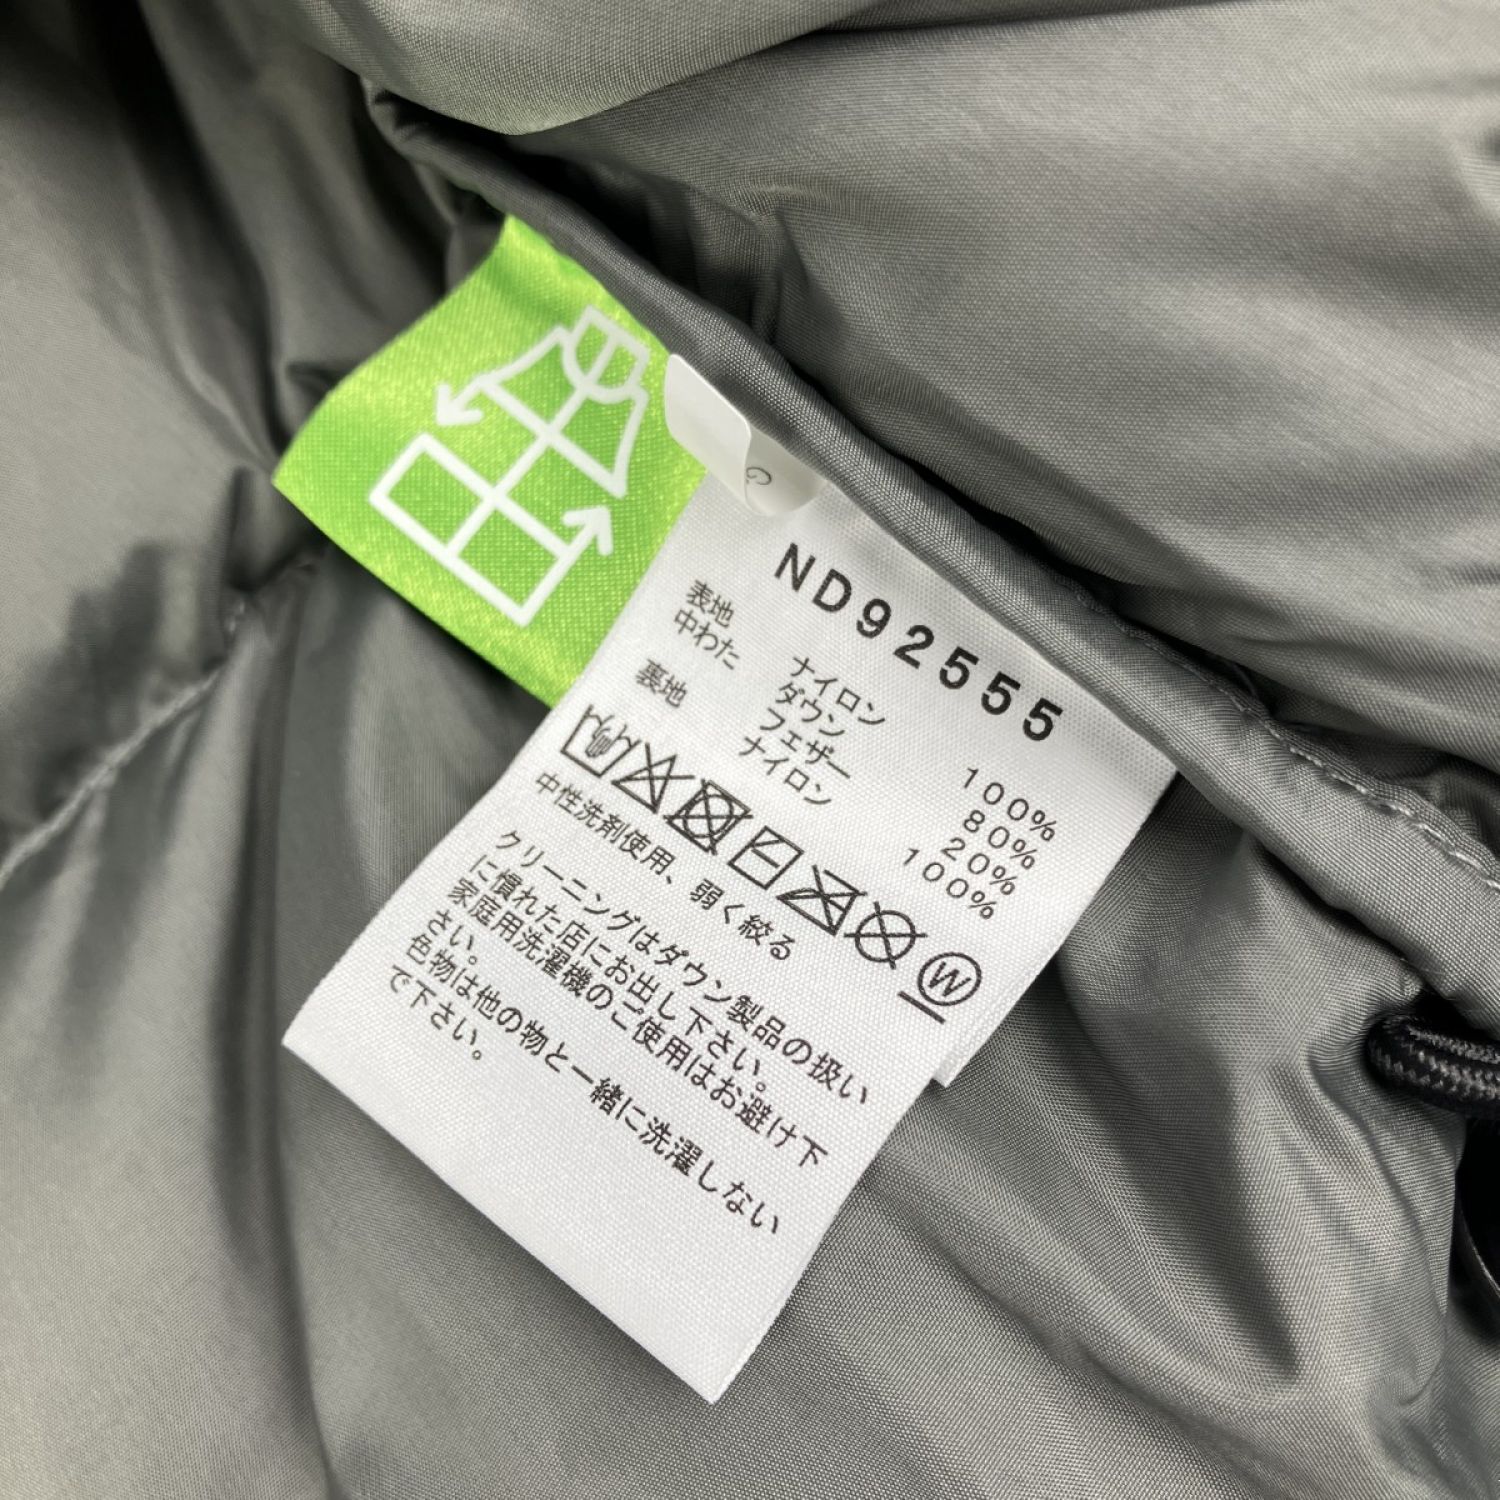 G
ND92555
表地 ナイロン 100%
中わた ダウン 80%
フェザー 20%
裏地 ナイロン 100%
W
中性洗剤使用、弱く絞る
クリーニングはダウン製品の扱い
に慣れた店にお出し下さい。
家庭用洗濯機のご使用はお避け下
さい。
色物は他の物と一緒に洗濯しない
で下さい。